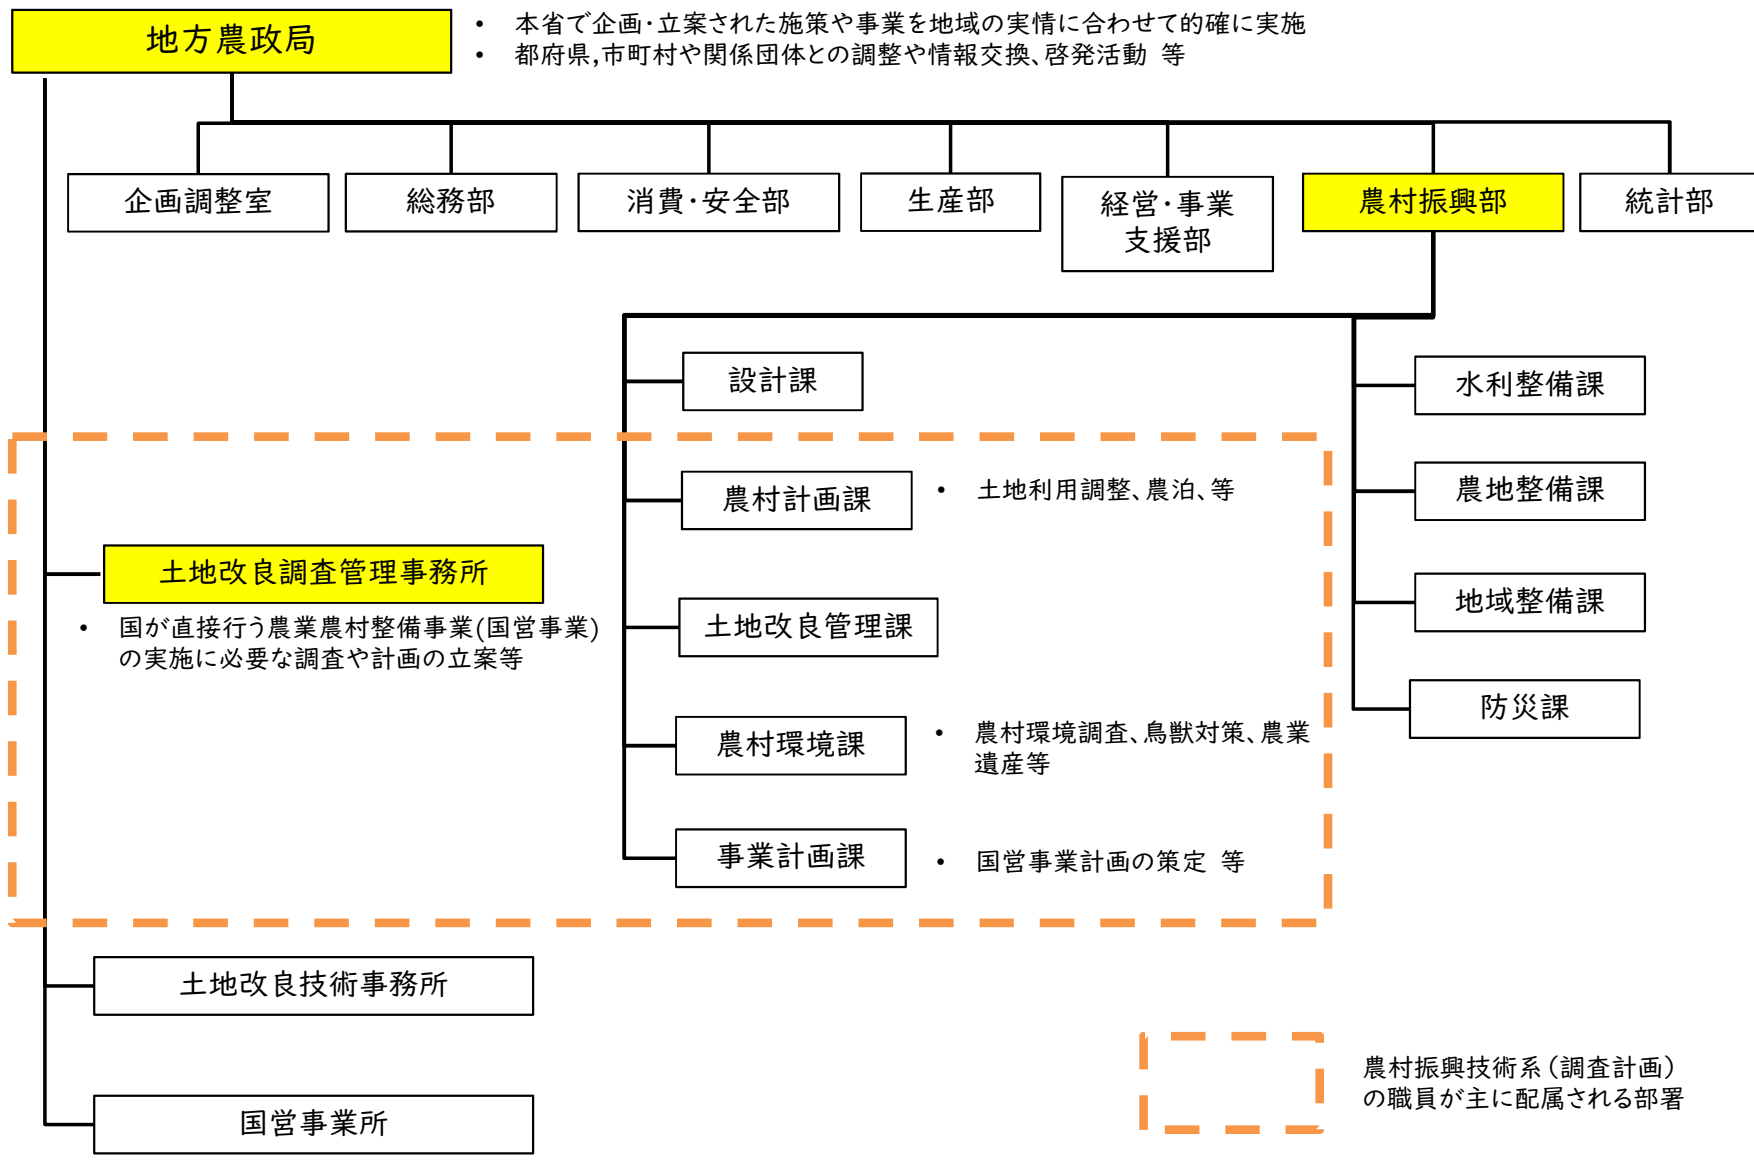 地方農政局
• 本省で企画・立案された施策や事業を地域の実情に合わせて的確に実施
• 都府県,市町村や関係団体との調整や情報交換、啓発活動 等
企画調整室
総務部
消費・安全部
生産部
経営・事業
支援部
農村振興部
統計部
設計課
水利整備課
農村計画課
• 土地利用調整、農泊、等
農地整備課
土地改良調査管理事務所
• 国が直接行う農業農村整備事業(国営事業)
の実施に必要な調査や計画の立案等
土地改良管理課
地域整備課
農村環境課
• 農村環境調査、鳥獣対策、農業
遺産等
防災課
事業計画課
• 国営事業計画の策定 等
土地改良技術事務所
国営事業所
農村振興技術系（調査計画）
の職員が主に配属される部署